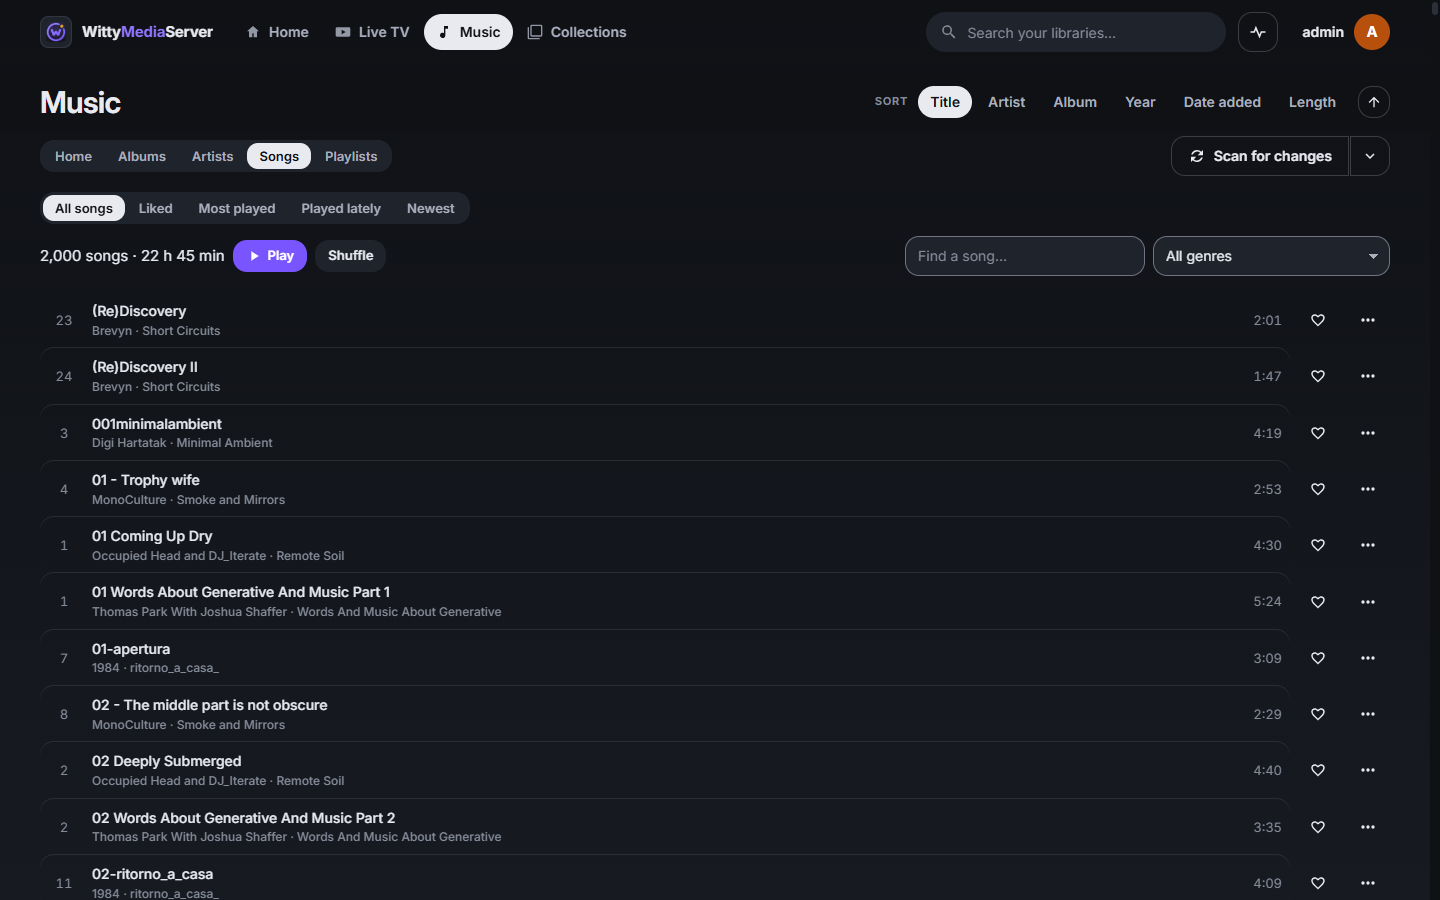 WittyMediaServer Home Live TV Music Collections Search your libraries... admin A
Music SORT Title Artist Album Year Date added Length
Home Albums Artists Songs Playlists Scan for changes
All songs Liked Most played Played lately Newest
2,000 songs · 22 h 45 min Play Shuffle Find a song... All genres
23 (Re)Discovery 2:01
Brevyn · Short Circuits
24 (Re)Discovery II 1:47
Brevyn · Short Circuits
3 001minimalambient 4:19
Digi Hartatak · Minimal Ambient
4 01 - Trophy wife 2:53
MonoCulture · Smoke and Mirrors
1 01 Coming Up Dry 4:30
Occupied Head and DJ_Iterate · Remote Soil
1 01 Words About Generative And Music Part 1 5:24
Thomas Park With Joshua Shaffer · Words And Music About Generative
7 01-apertura 3:09
1984 · ritorno_a_casa_
8 02 - The middle part is not obscure 2:29
MonoCulture · Smoke and Mirrors
2 02 Deeply Submerged 4:40
Occupied Head and DJ_Iterate · Remote Soil
2 02 Words About Generative And Music Part 2 3:35
Thomas Park With Joshua Shaffer · Words And Music About Generative
11 02-ritorno_a_casa 4:09
1984 · ritorno_a_casa_